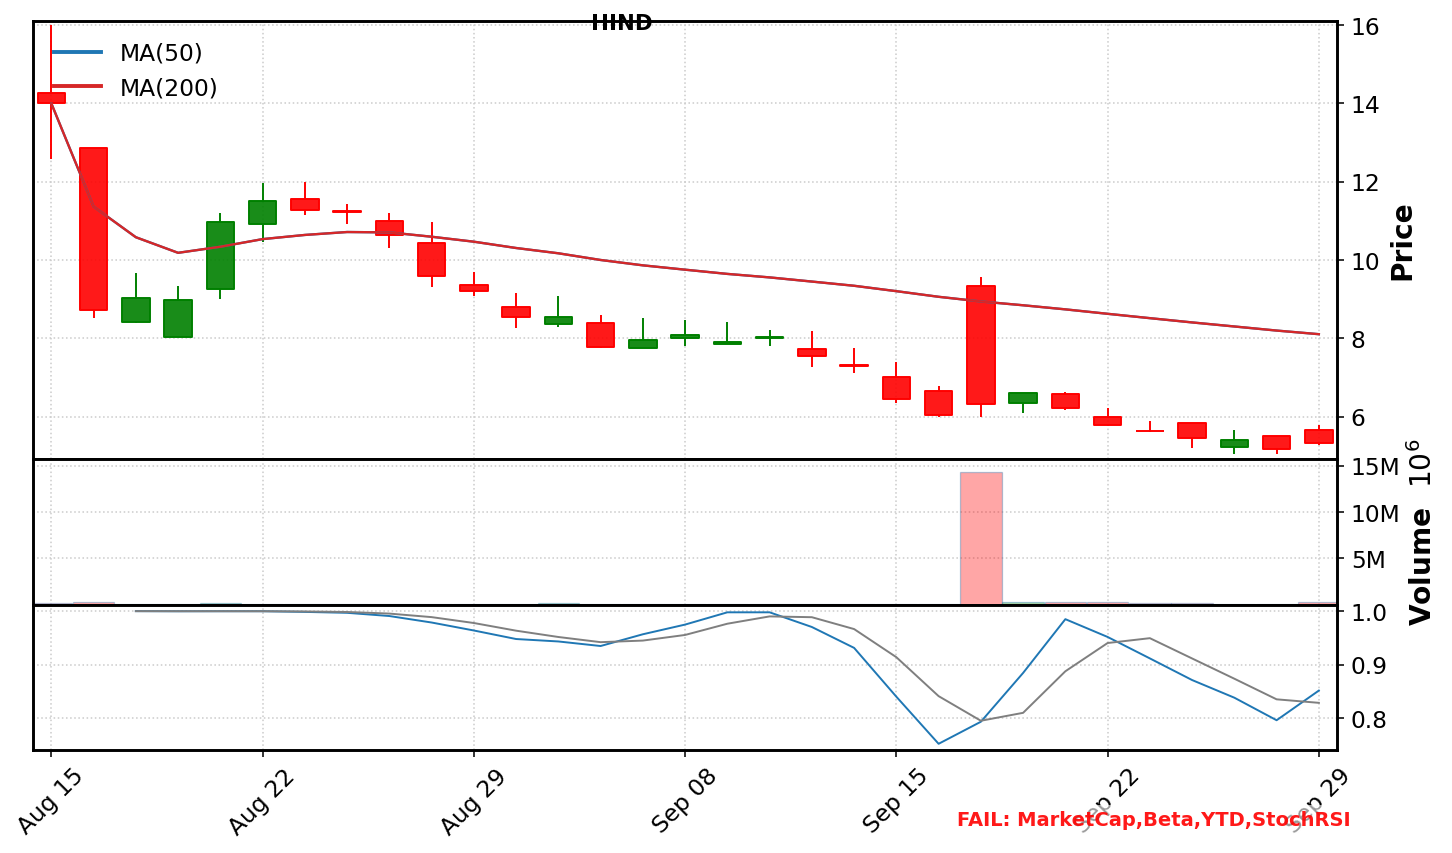 HIND
MA(50)
MA(200)
16
14
12
10
8
6
Price
15M
10M
5M
Volume 10^6
1.0
0.9
0.8
Aug 15
Aug 22
Aug 29
Sep 08
Sep 15
Sep 22
Sep 29
FAIL: MarketCap,Beta,YTD,StochRSI